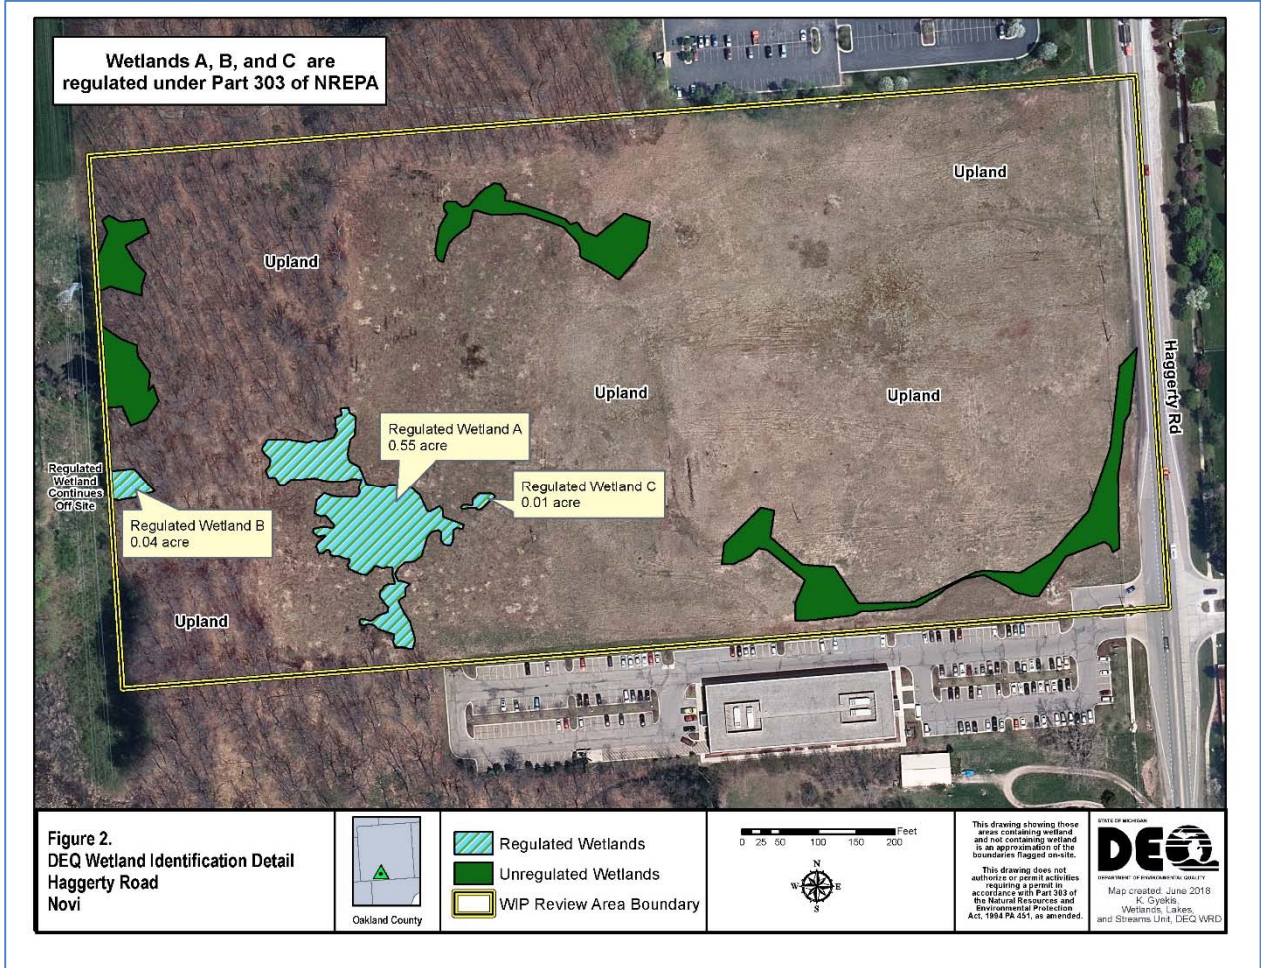 Wetlands A, B, and C are
regulated under Part 303 of NREPA
Upland
Upland
Upland
Upland
Haggerty Rd
Regulated Wetland A
0.55 acre
Regulated
Wetland
Continues
Off Site
Regulated Wetland C
0.01 acre
Regulated Wetland B
0.04 acre
Upland
Figure 2.
DEQ Wetland Identification Detail
Haggerty Road
Novi
Oakland County
Regulated Wetlands
Unregulated Wetlands
WIP Review Area Boundary
Feet
0 25 50 100 150 200
N
W E
S
This drawing showing those
areas containing wetland
and not containing wetland
is an approximation of the
boundaries flagged on-site.
This drawing does not
authorize or permit activities
requiring a permit in
accordance with Part 303 of
the Natural Resources and
Environmental Protection
Act, 1994 PA 451, as amended.
STATE OF MICHIGAN
DEQ
DEPARTMENT OF ENVIRONMENTAL QUALITY
Map created: June 2018
K. Gyekis,
Wetlands, Lakes,
and Streams Unit, DEQ WRD